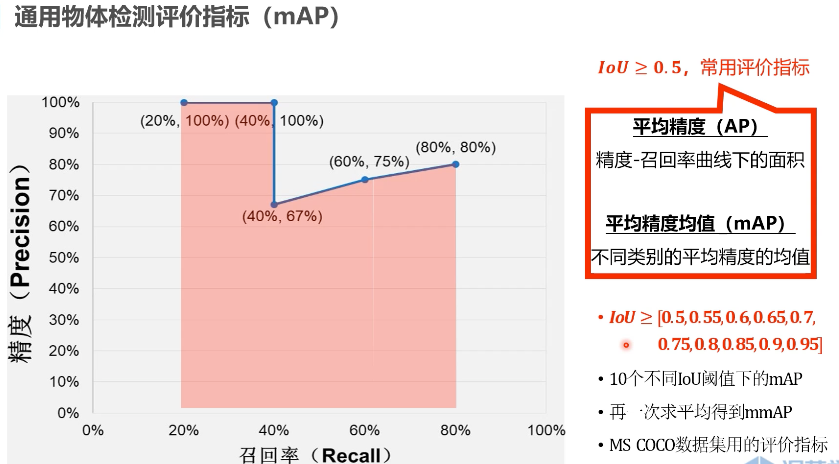 通用物体检测评价指标（mAP）
IoU ≥ 0.5，常用评价指标
平均精度（AP）
精度-召回率曲线下的面积
平均精度均值（mAP）
不同类别的平均精度的均值
• IoU ≥ [0.5,0.55,0.6,0.65,0.7,
0.75,0.8,0.85,0.9,0.95]
• 10个不同IoU阈值下的mAP
• 再一次求平均得到mmAP
• MS COCO数据集用的评价指标
精度（Precision）
100%
90%
80%
70%
60%
50%
40%
30%
20%
10%
0%
(20%, 100%) (40%, 100%)
(80%, 80%)
(60%, 75%)
(40%, 67%)
0% 20% 40% 60% 80% 100%
召回率（Recall）